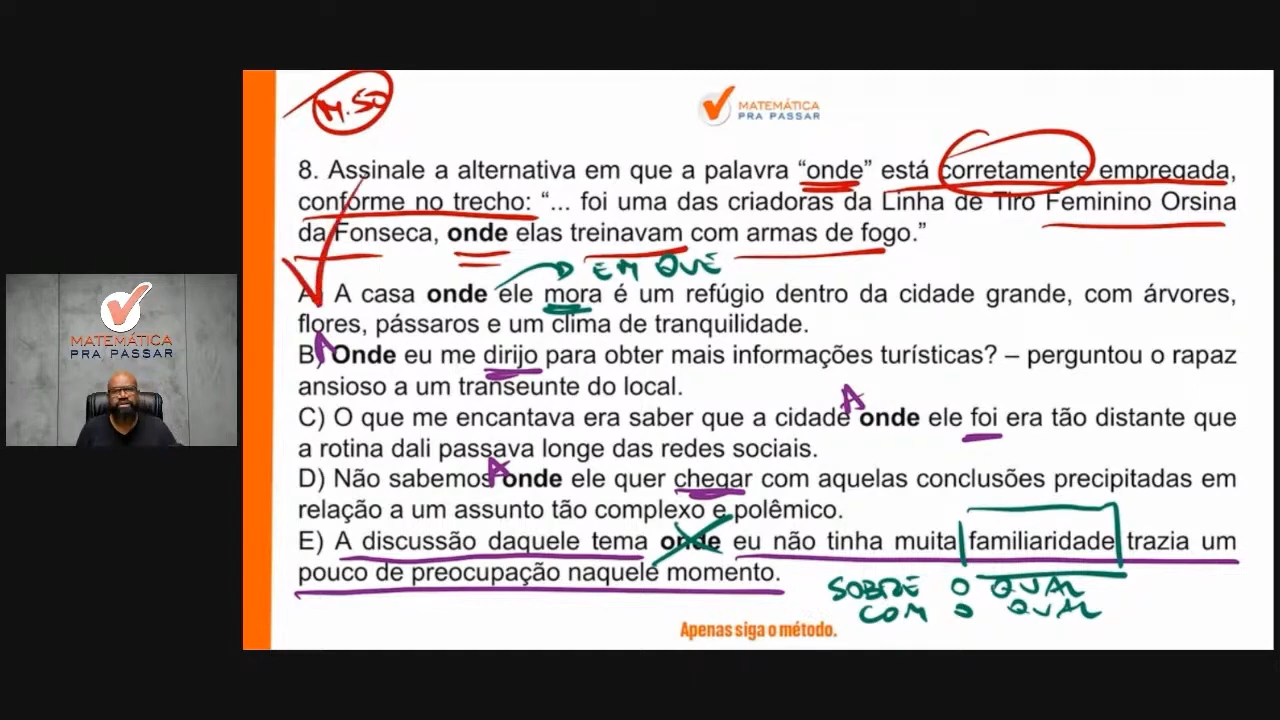 M.50
MATEMÁTICA
PRA PASSAR
8. Assinale a alternativa em que a palavra “onde” está corretamente empregada,
conforme no trecho: “... foi uma das criadoras da Linha de Tiro Feminino Orsina
da Fonseca, onde elas treinavam com armas de fogo.”
EM QUE
A) A casa onde ele mora é um refúgio dentro da cidade grande, com árvores,
flores, pássaros e um clima de tranquilidade.
A
B) Onde eu me dirijo para obter mais informações turísticas? – perguntou o rapaz
ansioso a um transeunte do local.
A
C) O que me encantava era saber que a cidade onde ele foi era tão distante que
a rotina dali passava longe das redes sociais.
A
D) Não sabemos onde ele quer chegar com aquelas conclusões precipitadas em
relação a um assunto tão complexo e polêmico.
E) A discussão daquele tema onde eu não tinha muita familiaridade trazia um
pouco de preocupação naquele momento.
SOBRE O QUAL
COM O QUAL
Apenas siga o método.
MATEMÁTICA
PRA PASSAR